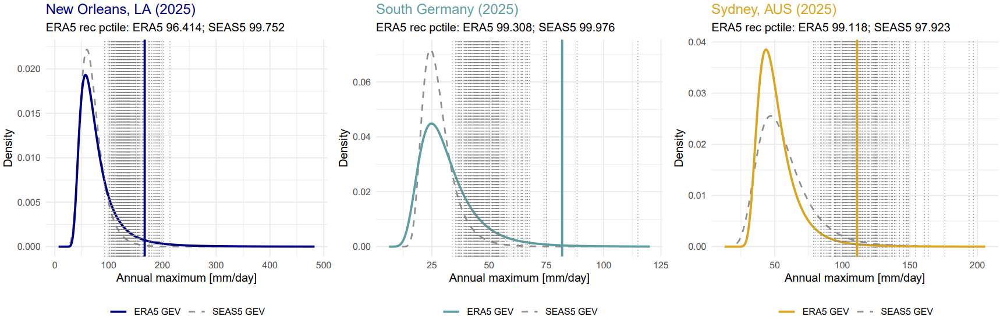 New Orleans, LA (2025)
ERA5 rec pctile: ERA5 96.414; SEAS5 99.752
Density
0.020
0.015
0.010
0.005
0.000
0 100 200 300 400 500
Annual maximum [mm/day]
ERA5 GEV SEAS5 GEV
South Germany (2025)
ERA5 rec pctile: ERA5 99.308; SEAS5 99.976
Density
0.06
0.04
0.02
0.00
25 50 75 100 125
Annual maximum [mm/day]
ERA5 GEV SEAS5 GEV
Sydney, AUS (2025)
ERA5 rec pctile: ERA5 99.118; SEAS5 97.923
Density
0.04
0.03
0.02
0.01
0.00
50 100 150 200
Annual maximum [mm/day]
ERA5 GEV SEAS5 GEV